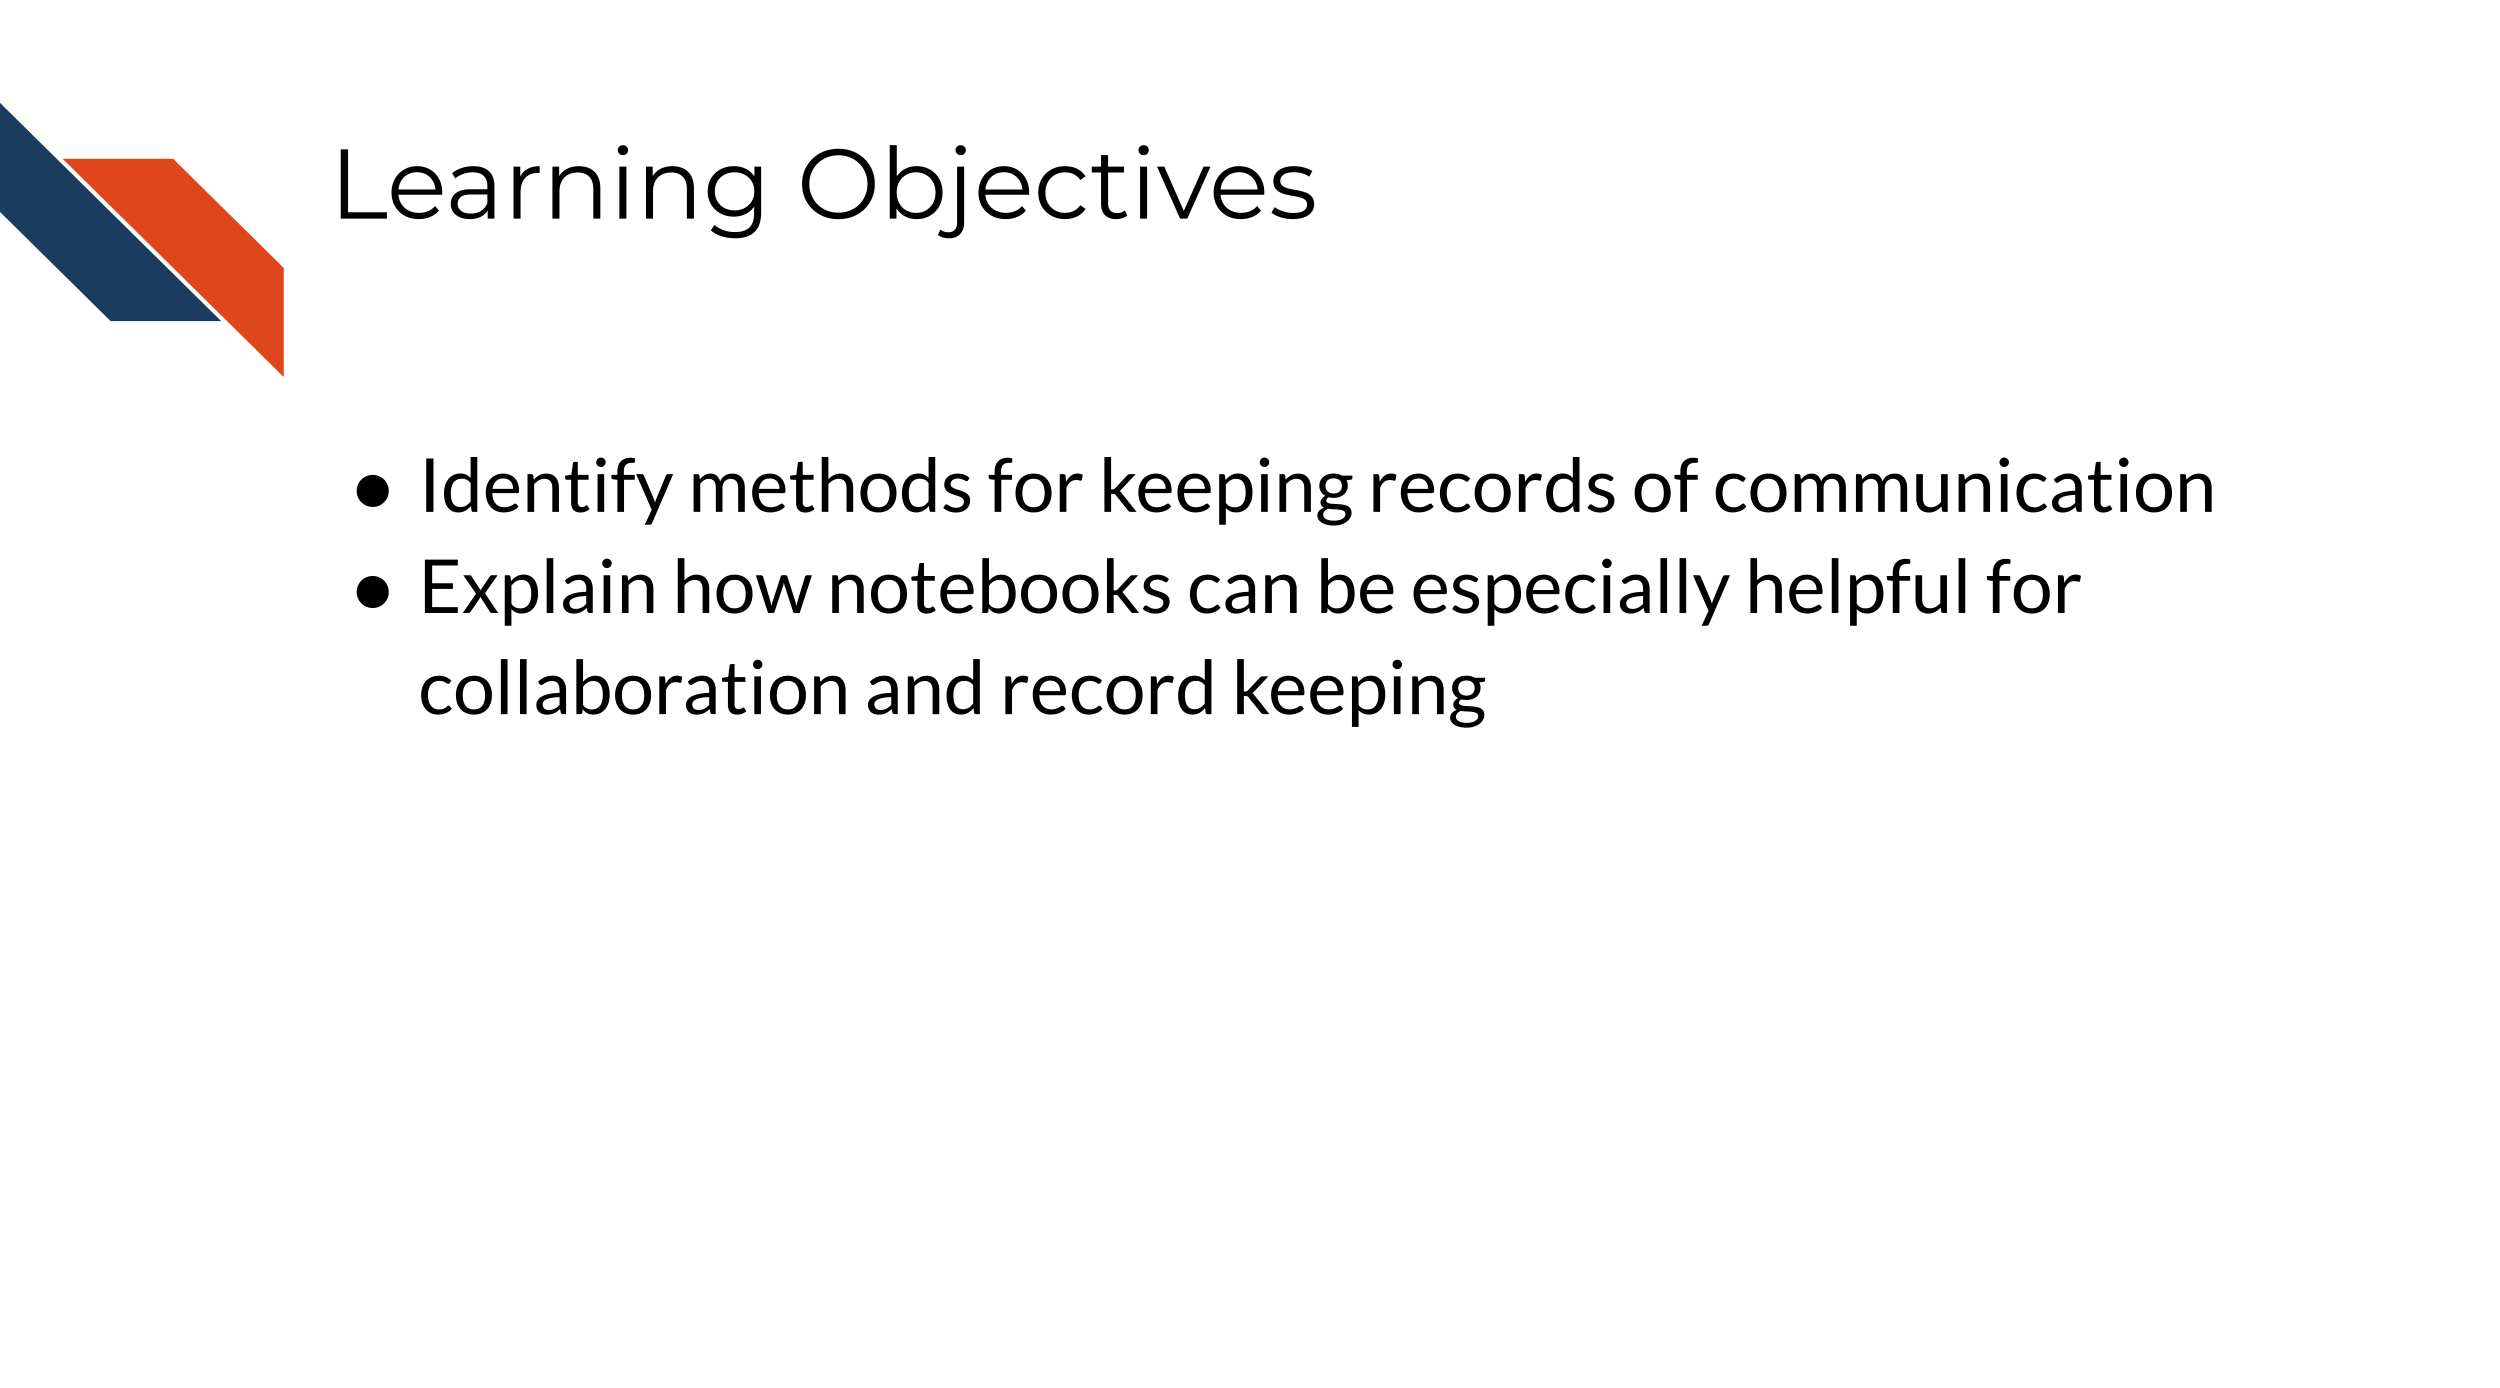 Learning Objectives
● Identify methods for keeping records of communication
● Explain how notebooks can be especially helpful for
collaboration and record keeping